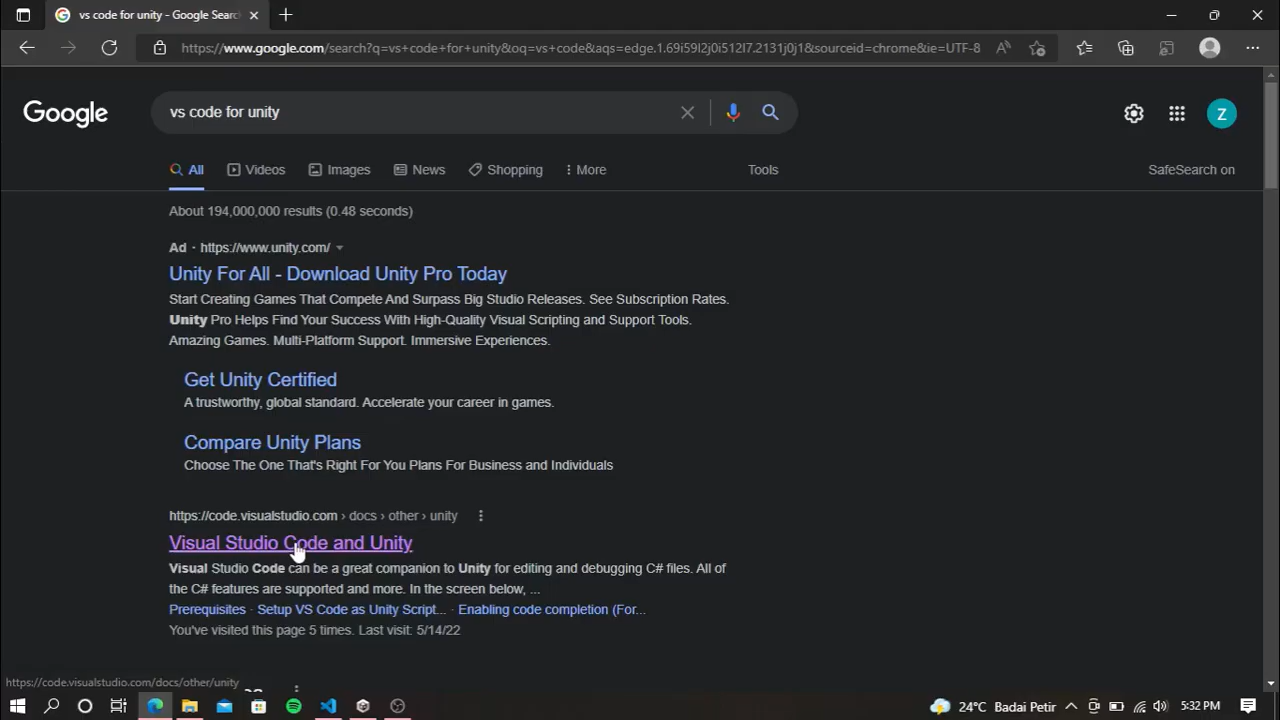 vs code for unity - Google Searc
https://www.google.com/search?q=vs+code+for+unity&oq=vs+code&aqs=edge.1.69i59l2j0i512l7.2131j0j1&sourceid=chrome&ie=UTF-8
Google
vs code for unity
Z
All
Videos
Images
News
Shopping
More
Tools
SafeSearch on
About 194,000,000 results (0.48 seconds)
Ad · https://www.unity.com/
Unity For All - Download Unity Pro Today
Start Creating Games That Compete And Surpass Big Studio Releases. See Subscription Rates.
Unity Pro Helps Find Your Success With High-Quality Visual Scripting and Support Tools.
Amazing Games. Multi-Platform Support. Immersive Experiences.
Get Unity Certified
A trustworthy, global standard. Accelerate your career in games.
Compare Unity Plans
Choose The One That's Right For You Plans For Business and Individuals
https://code.visualstudio.com › docs › other › unity
Visual Studio Code and Unity
Visual Studio Code can be a great companion to Unity for editing and debugging C# files. All of
the C# features are supported and more. In the screen below, ...
Prerequisites · Setup VS Code as Unity Script... · Enabling code completion (For...
You've visited this page 5 times. Last visit: 5/14/22
https://code.visualstudio.com/docs/other/unity
24°C Badai Petir
5:32 PM